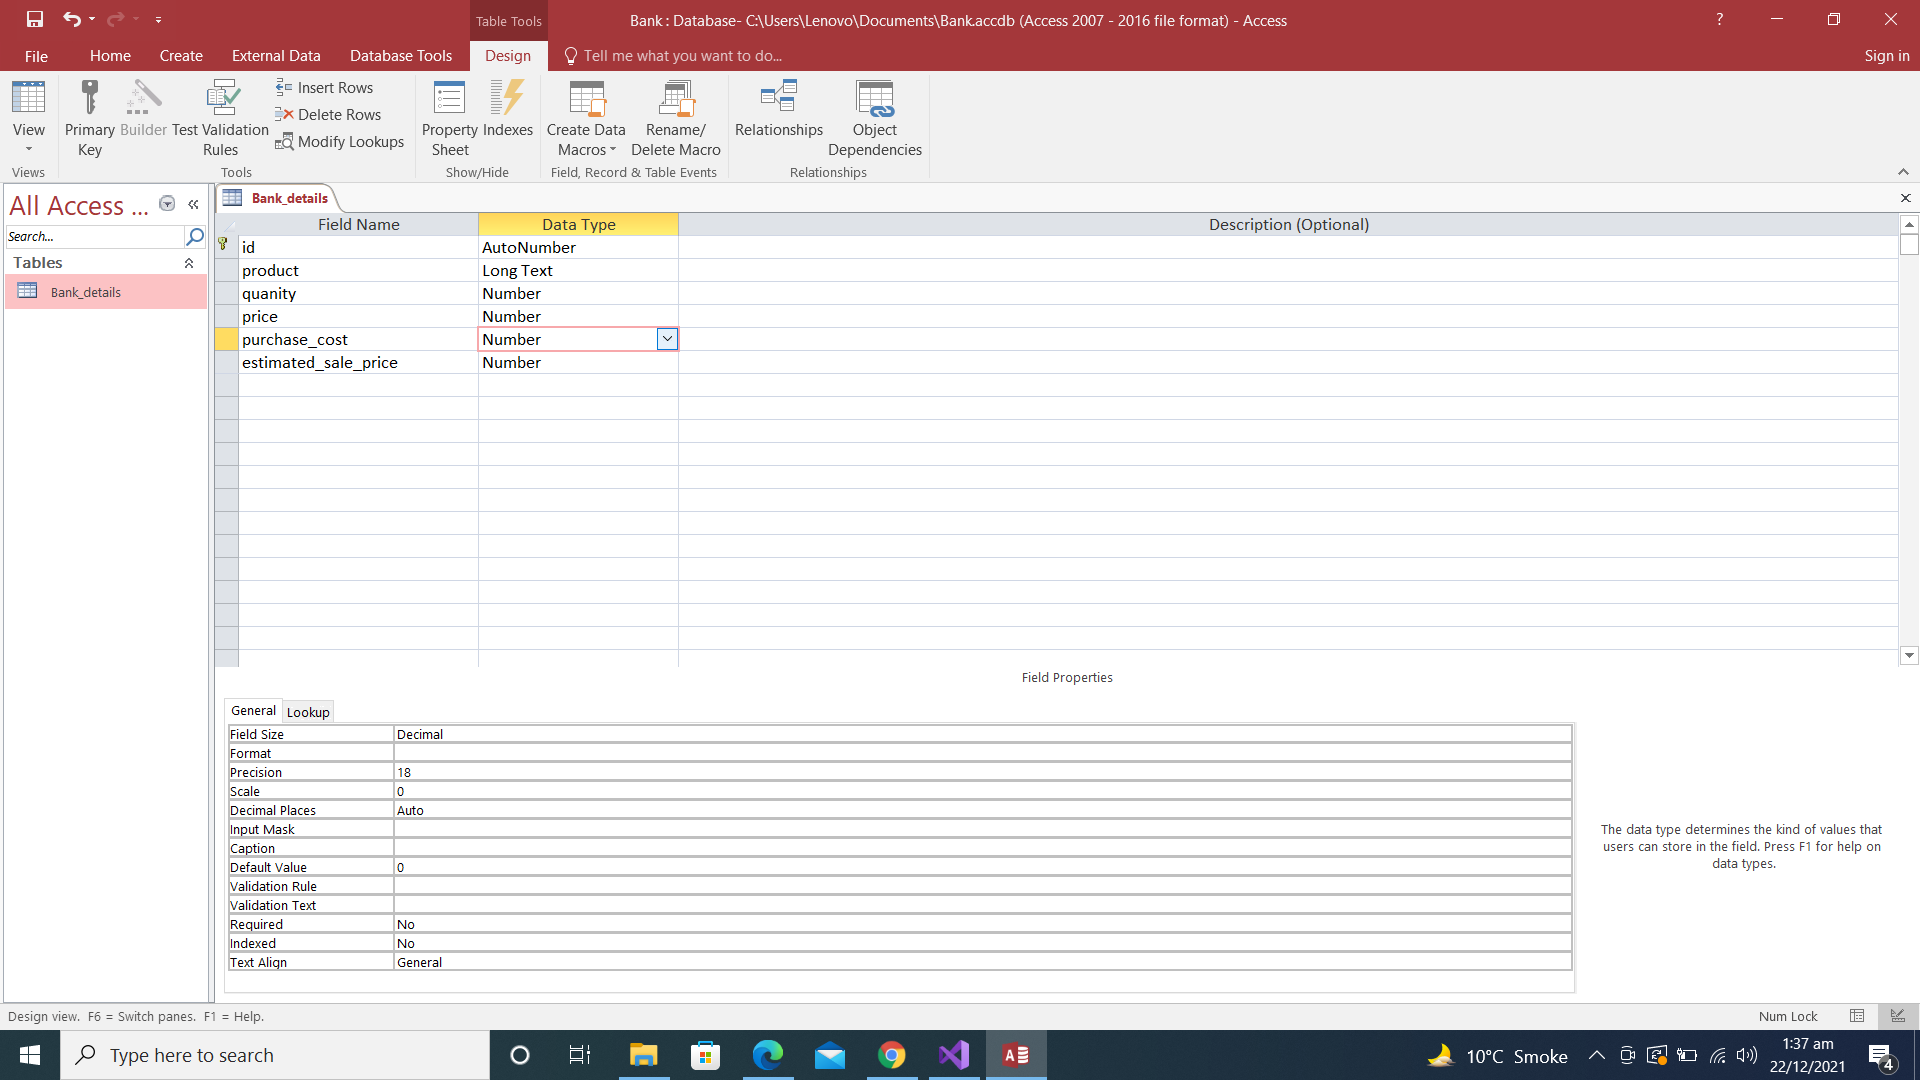 Table Tools
Bank : Database- C:\Users\Lenovo\Documents\Bank.accdb (Access 2007 - 2016 file format) - Access
?
File Home Create External Data Database Tools Design Tell me what you want to do... Sign in
View
Primary Key
Builder
Test Validation Rules
Insert Rows
Delete Rows
Modify Lookups
Property Sheet
Indexes
Create Data Macros
Rename/ Delete Macro
Relationships
Object Dependencies
Views Tools Show/Hide Field, Record & Table Events Relationships
All Access ...
Search...
Tables
Bank_details
Bank_details
Field Name Data Type Description (Optional)
id AutoNumber
product Long Text
quanity Number
price Number
purchase_cost Number
estimated_sale_price Number
Field Properties
General Lookup
Field Size Decimal
Format
Precision 18
Scale 0
Decimal Places Auto
Input Mask
Caption
Default Value 0
Validation Rule
Validation Text
Required No
Indexed No
Text Align General
The data type determines the kind of values that
users can store in the field. Press F1 for help on
data types.
Design view. F6 = Switch panes. F1 = Help. Num Lock
Type here to search
10°C Smoke
1:37 am
22/12/2021
4